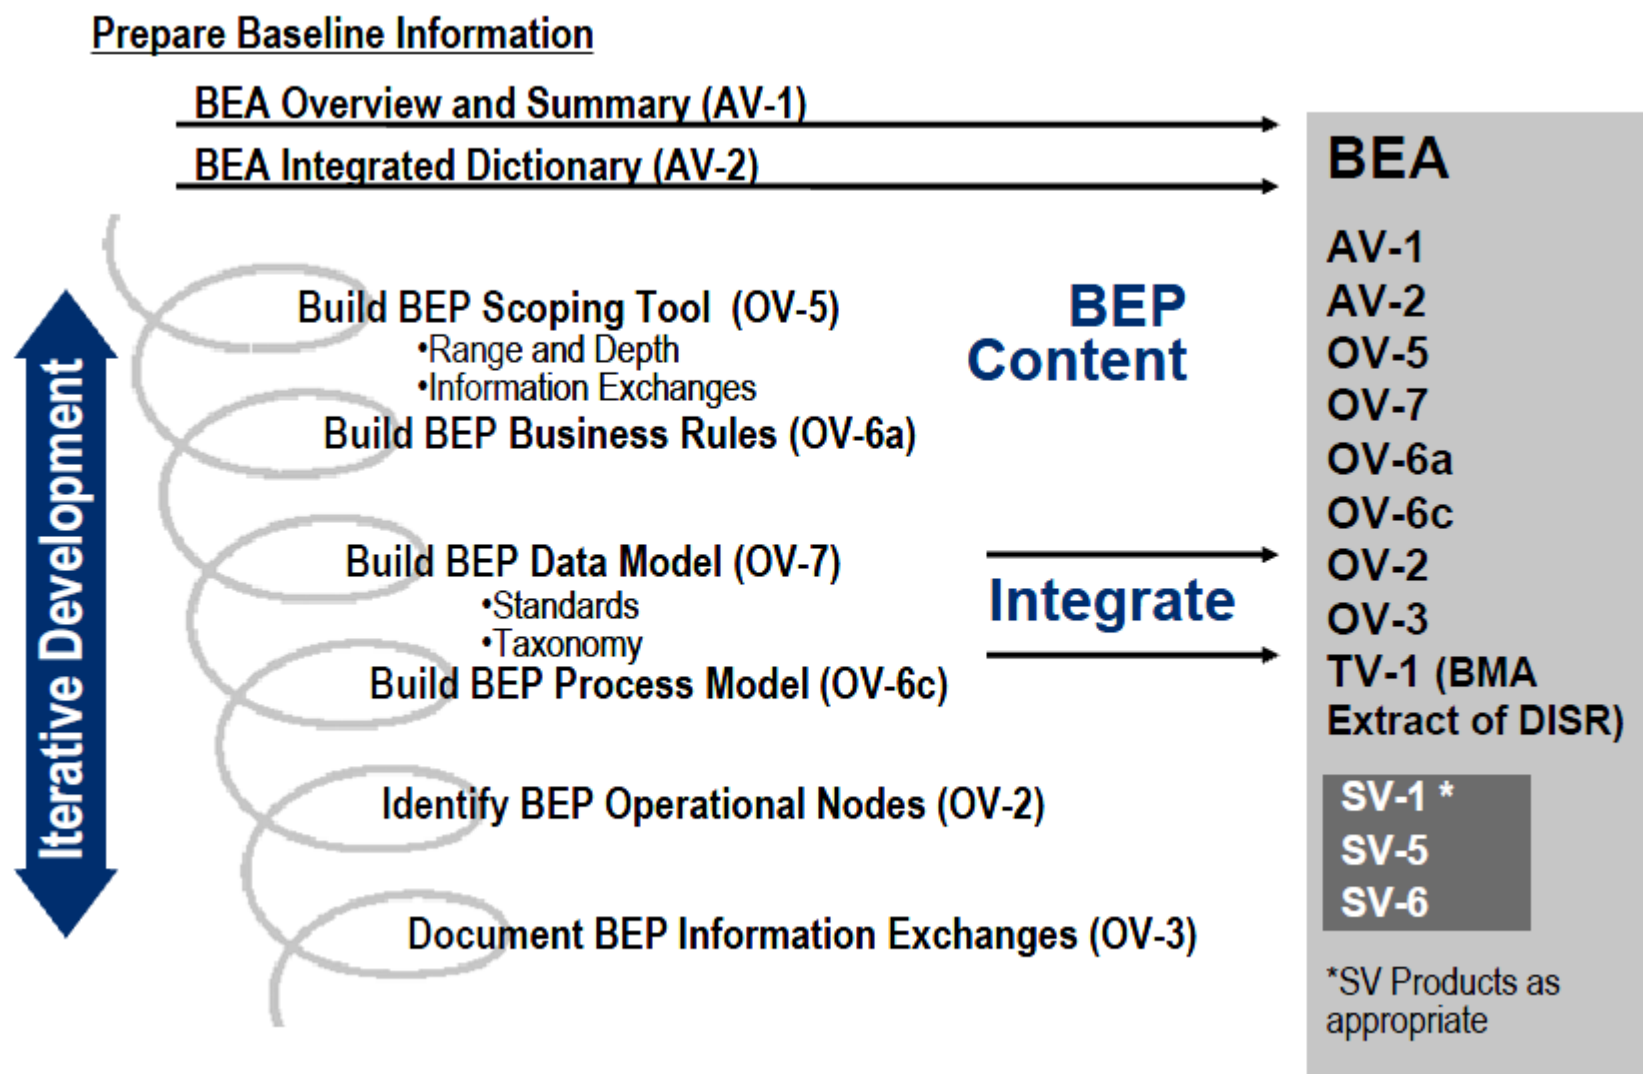 Prepare Baseline Information
BEA Overview and Summary (AV-1)
BEA Integrated Dictionary (AV-2)
Iterative Development
Build BEP Scoping Tool (OV-5)
•Range and Depth
•Information Exchanges
Build BEP Business Rules (OV-6a)
Build BEP Data Model (OV-7)
•Standards
•Taxonomy
Build BEP Process Model (OV-6c)
Identify BEP Operational Nodes (OV-2)
Document BEP Information Exchanges (OV-3)
BEP
Content
Integrate
BEA
AV-1
AV-2
OV-5
OV-7
OV-6a
OV-6c
OV-2
OV-3
TV-1 (BMA
Extract of DISR)
SV-1 *
SV-5
SV-6
*SV Products as
appropriate